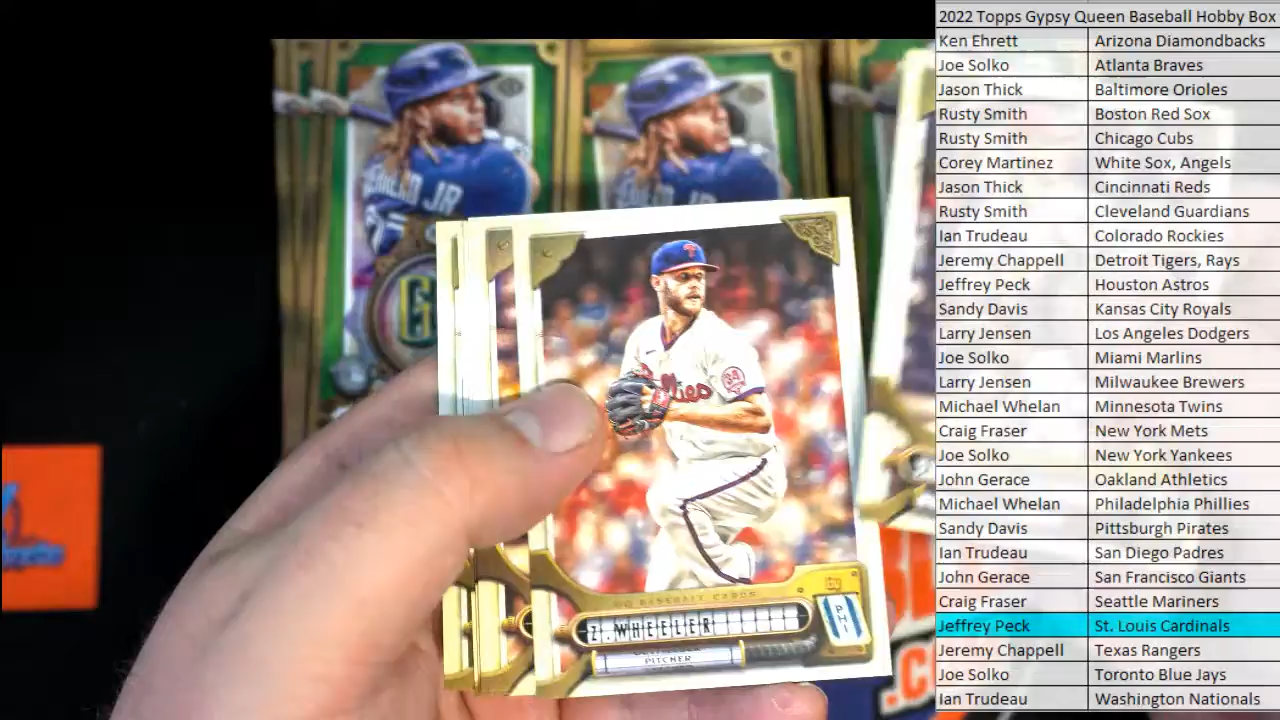 2022 Topps Gypsy Queen Baseball Hobby Box
Ken Ehrett Arizona Diamondbacks
Joe Solko Atlanta Braves
Jason Thick Baltimore Orioles
Rusty Smith Boston Red Sox
Rusty Smith Chicago Cubs
Corey Martinez White Sox, Angels
Jason Thick Cincinnati Reds
Rusty Smith Cleveland Guardians
Ian Trudeau Colorado Rockies
Jeremy Chappell Detroit Tigers, Rays
Jeffrey Peck Houston Astros
Sandy Davis Kansas City Royals
Larry Jensen Los Angeles Dodgers
Joe Solko Miami Marlins
Larry Jensen Milwaukee Brewers
Michael Whelan Minnesota Twins
Craig Fraser New York Mets
Joe Solko New York Yankees
John Gerace Oakland Athletics
Michael Whelan Philadelphia Phillies
Sandy Davis Pittsburgh Pirates
Ian Trudeau San Diego Padres
John Gerace San Francisco Giants
Craig Fraser Seattle Mariners
Jeffrey Peck St. Louis Cardinals
Jeremy Chappell Texas Rangers
Joe Solko Toronto Blue Jays
Ian Trudeau Washington Nationals
JR
34
GQ BASEBALL CARDS
Z. WHEELER
PITCHER
PHI
.C